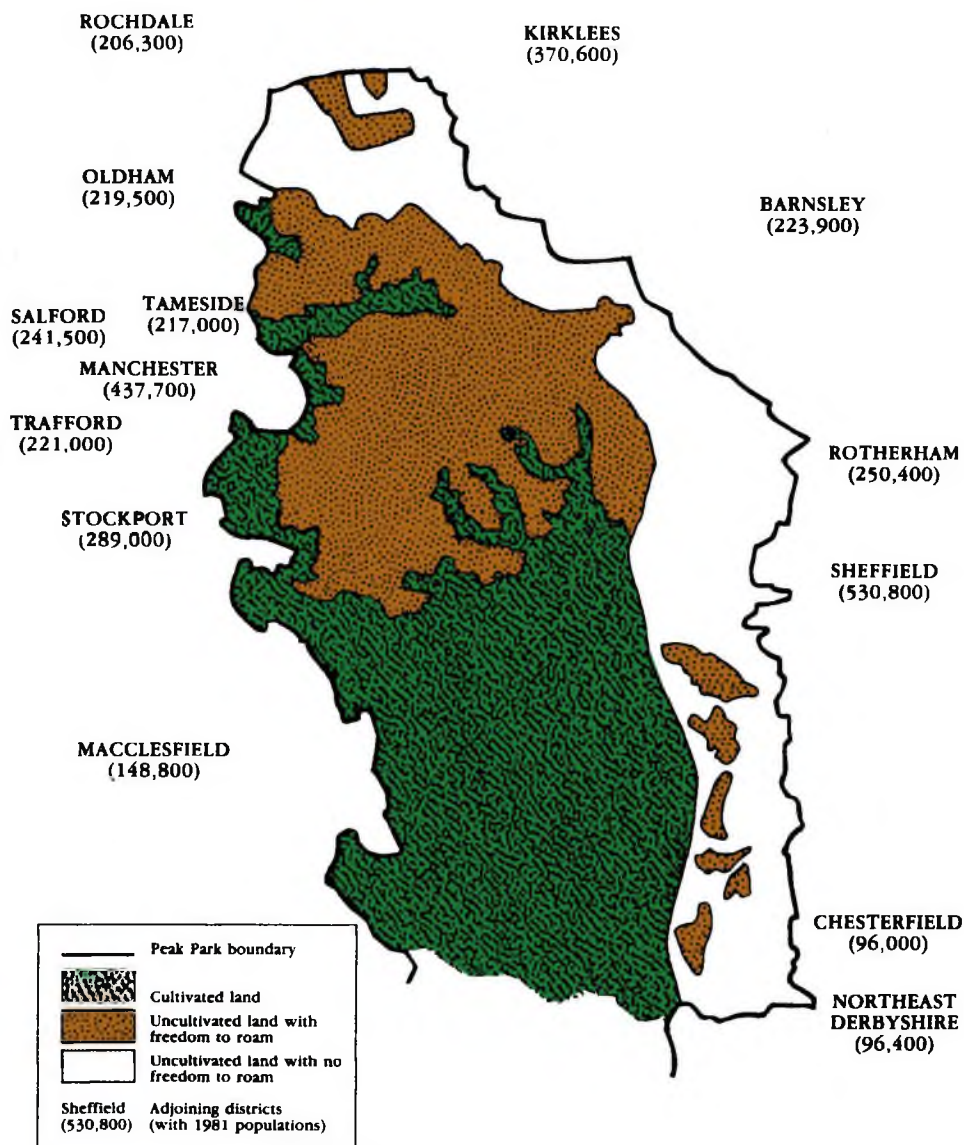 ROCHDALE
(206,300)
KIRKLEES
(370,600)
OLDHAM
(219,500)
BARNSLEY
(223,900)
SALFORD
(241,500)
TAMESIDE
(217,000)
MANCHESTER
(437,700)
TRAFFORD
(221,000)
ROTHERHAM
(250,400)
STOCKPORT
(289,000)
SHEFFIELD
(530,800)
MACCLESFIELD
(148,800)
CHESTERFIELD
(96,000)
NORTHEAST
DERBYSHIRE
(96,400)
Peak Park boundary
Cultivated land
Uncultivated land with
freedom to roam
Uncultivated land with no
freedom to roam
Sheffield Adjoining districts
(530,800) (with 1981 populations)